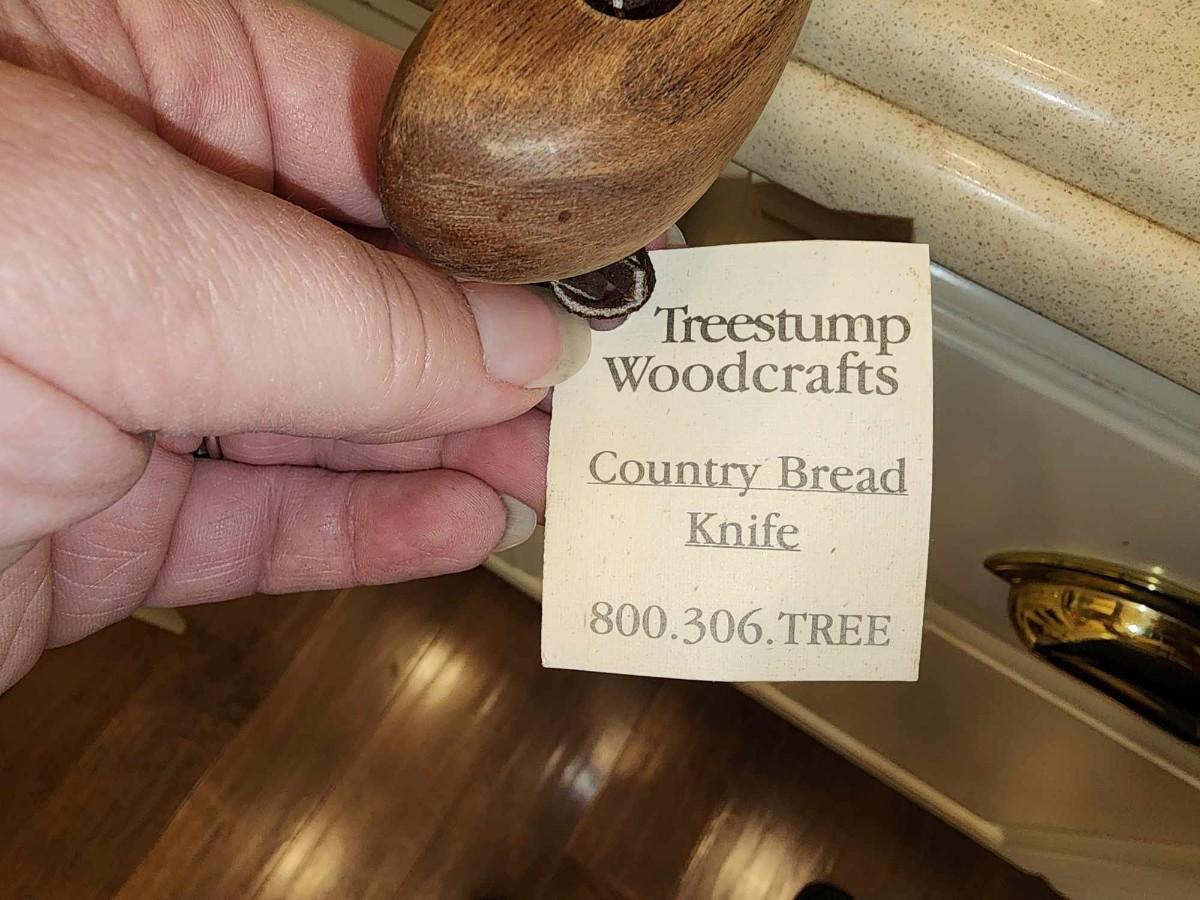 Treestump
Woodcrafts
Country Bread
Knife
800.306.TREE